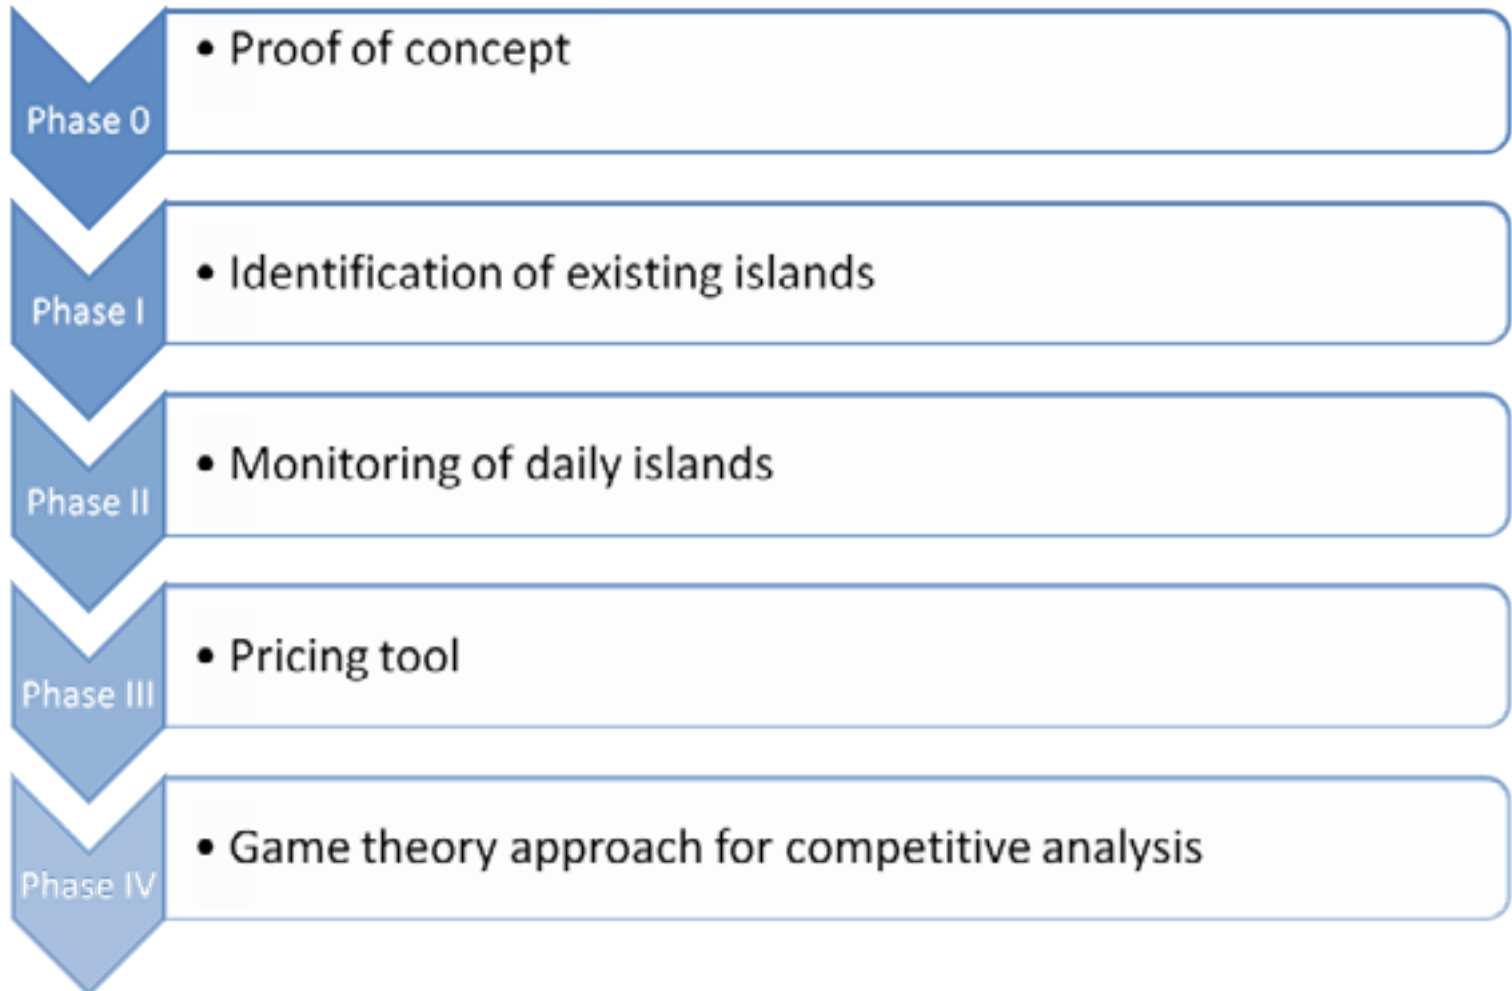 Phase 0
• Proof of concept
Phase I
• Identification of existing islands
Phase II
• Monitoring of daily islands
Phase III
• Pricing tool
Phase IV
• Game theory approach for competitive analysis